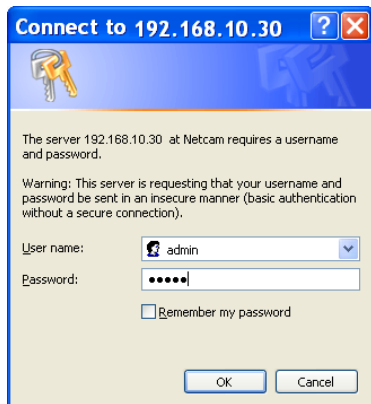 Connect to 192.168.10.30
The server 192.168.10.30 at Netcam requires a username
and password.
Warning: This server is requesting that your username and
password be sent in an insecure manner (basic authentication
without a secure connection).
User name:
admin
Password:
●●●●●
Remember my password
OK
Cancel